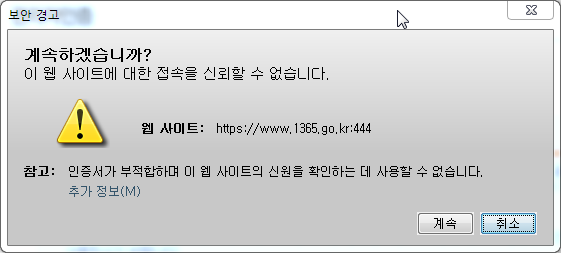 보안 경고
계속하겠습니까?
이 웹 사이트에 대한 접속을 신뢰할 수 없습니다.
웹 사이트: https://www.1365.go.kr:444
참고: 인증서가 부적합하며 이 웹 사이트의 신원을 확인하는 데 사용할 수 없습니다.
추가 정보(M)
계속 취소